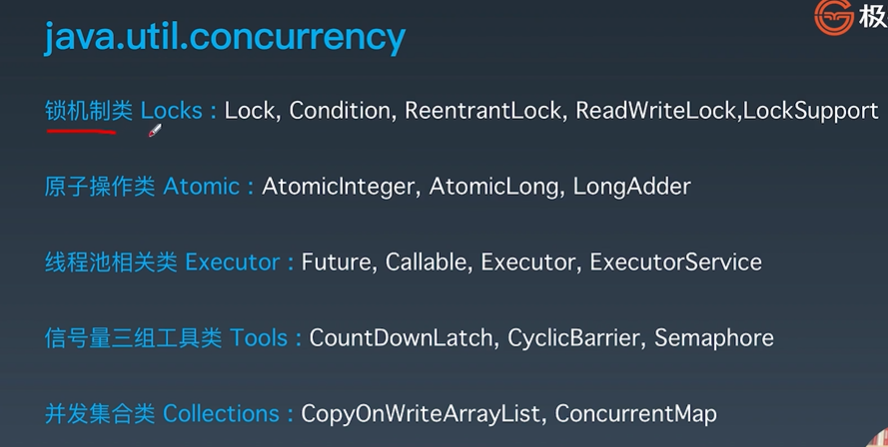 java.util.concurrency
极
锁机制类 Locks : Lock, Condition, ReentrantLock, ReadWriteLock,LockSupport
原子操作类 Atomic : AtomicInteger, AtomicLong, LongAdder
线程池相关类 Executor : Future, Callable, Executor, ExecutorService
信号量三组工具类 Tools : CountDownLatch, CyclicBarrier, Semaphore
并发集合类 Collections : CopyOnWriteArrayList, ConcurrentMap